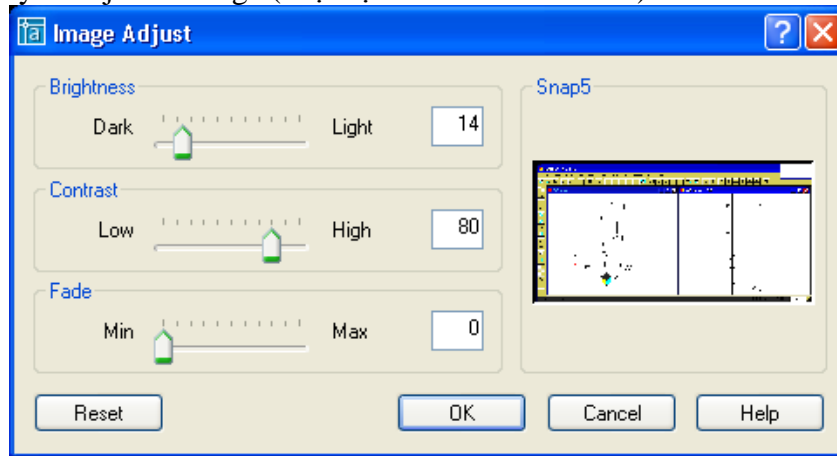 Image Adjust
Brightness
Dark
Light
14
Contrast
Low
High
80
Fade
Min
Max
0
Snap5
Reset
OK
Cancel
Help